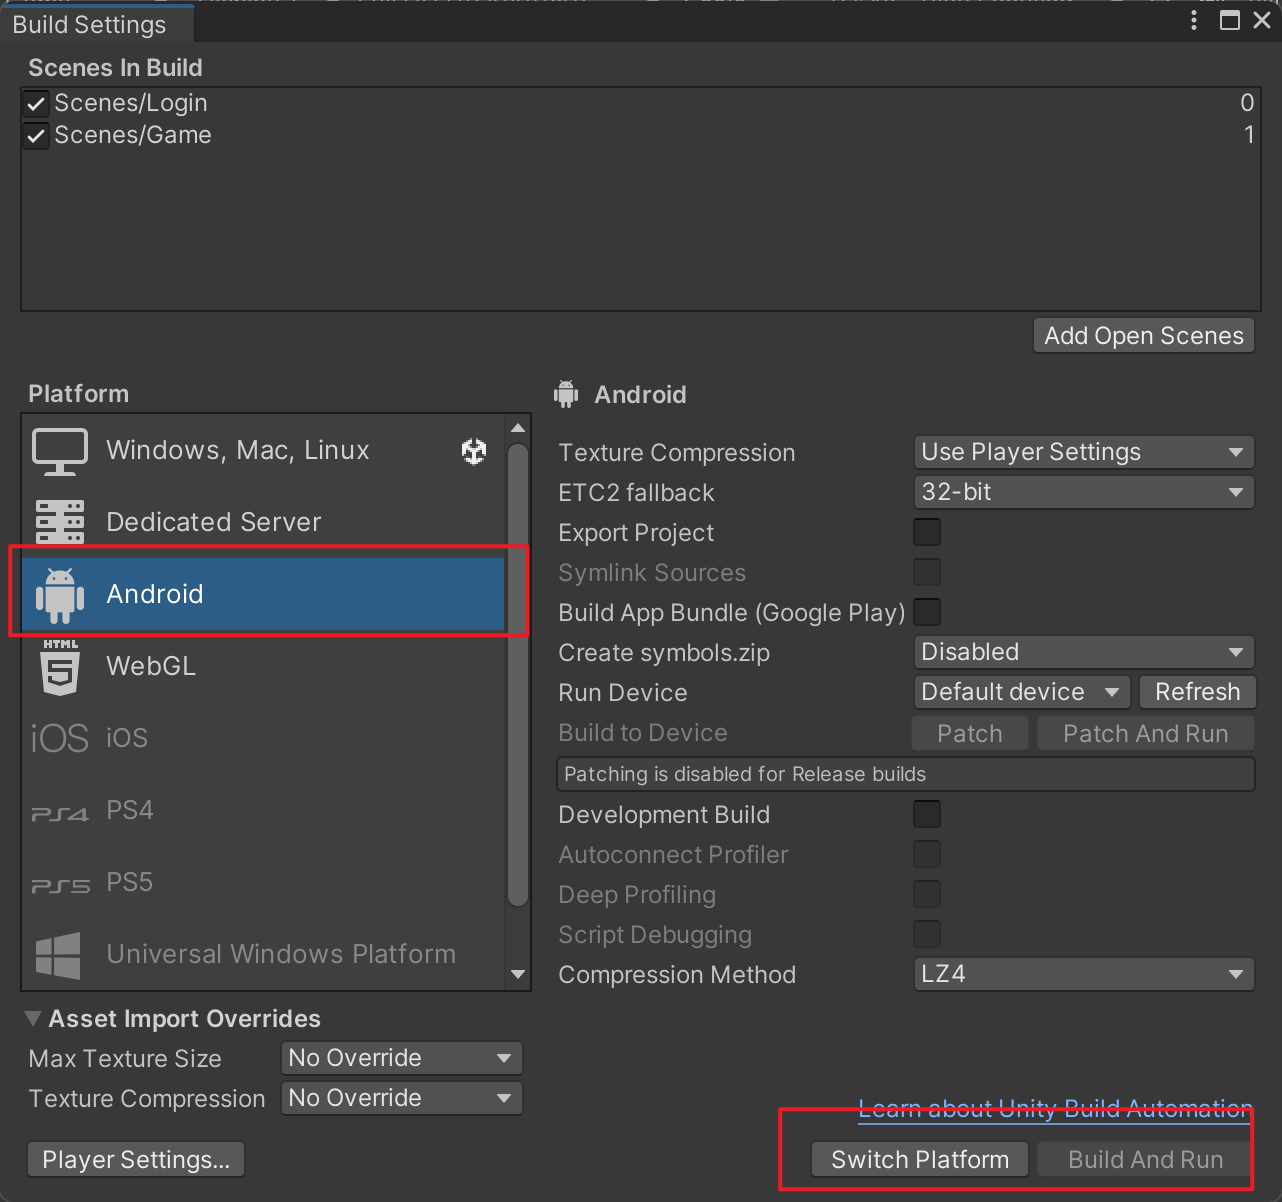 Build Settings
Scenes In Build
Scenes/Login 0
Scenes/Game 1
Add Open Scenes
Platform
Windows, Mac, Linux
Dedicated Server
Android
HTML
5
WebGL
iOS iOS
PS4 PS4
PS5 PS5
Universal Windows Platform
Android
Texture Compression Use Player Settings
ETC2 fallback 32-bit
Export Project
Symlink Sources
Build App Bundle (Google Play)
Create symbols.zip Disabled
Run Device Default device Refresh
Build to Device Patch Patch And Run
Patching is disabled for Release builds
Development Build
Autoconnect Profiler
Deep Profiling
Script Debugging
Compression Method LZ4
Asset Import Overrides
Max Texture Size No Override
Texture Compression No Override
Learn about Unity Build Automation
Player Settings... Switch Platform Build And Run